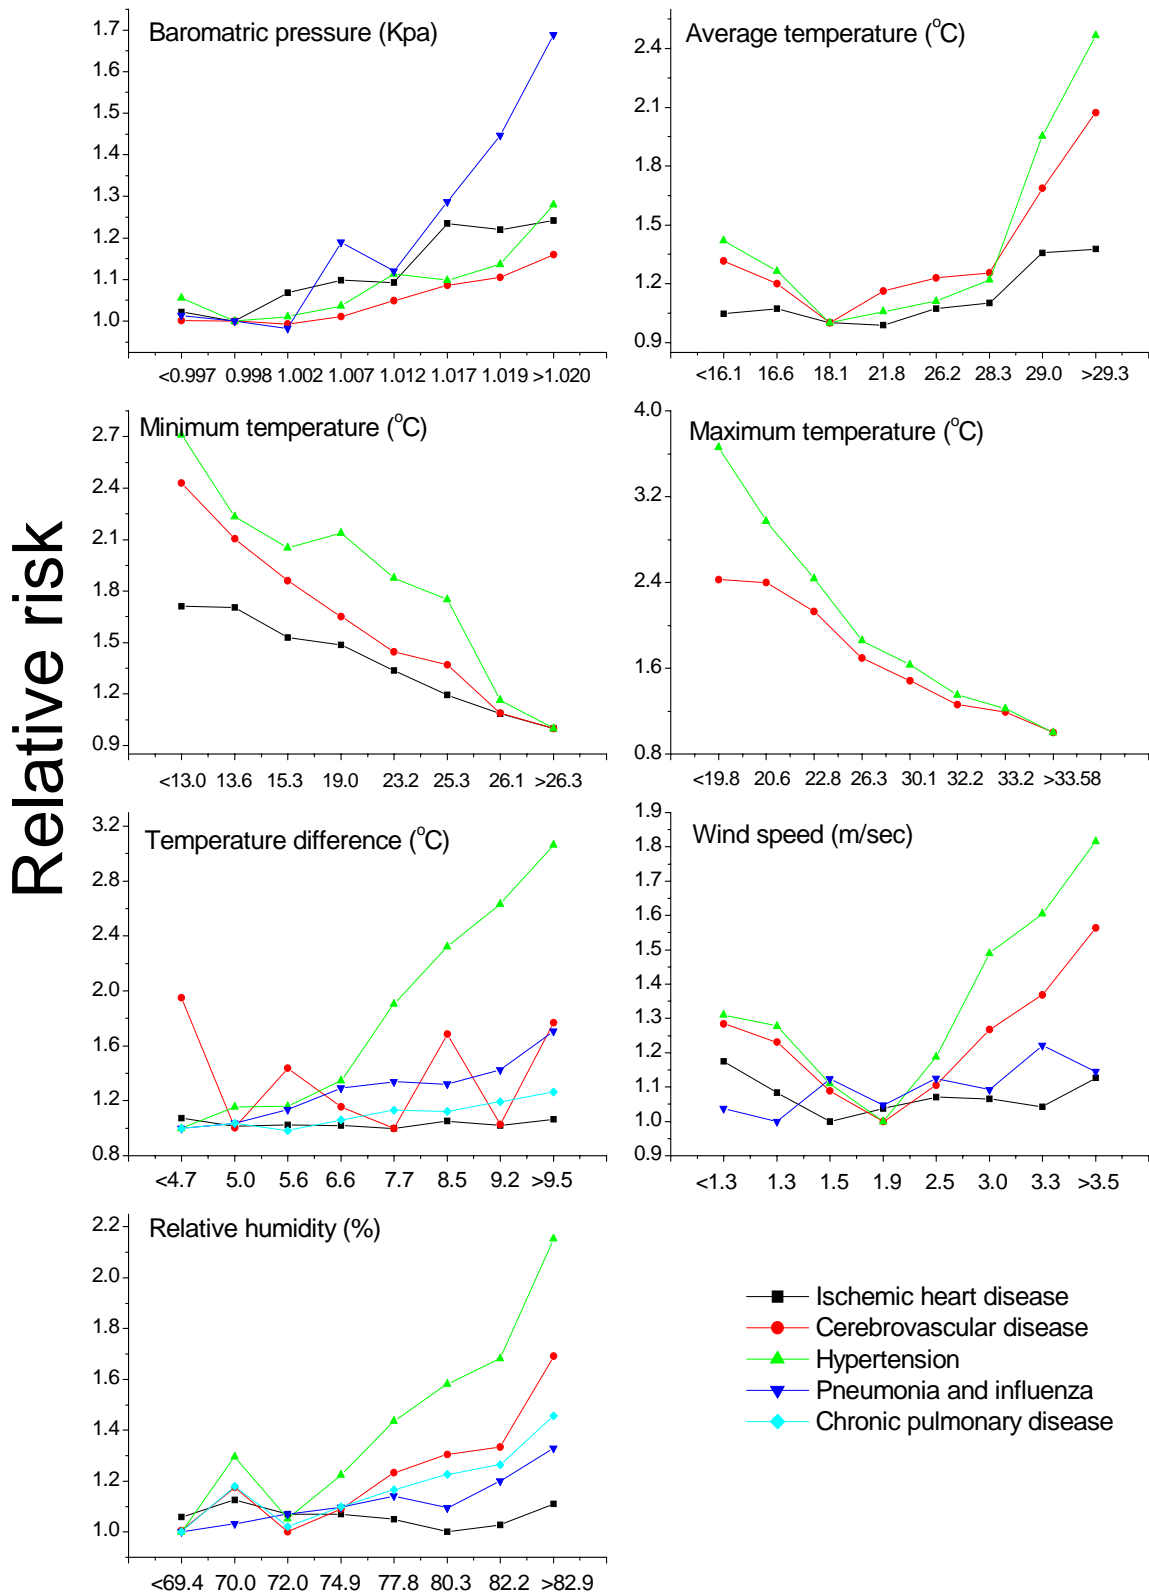 Relative risk
Baromatric pressure (Kpa)
1.7
1.6
1.5
1.4
1.3
1.2
1.1
1.0
<0.997 0.998 1.002 1.007 1.012 1.017 1.019 >1.020
Average temperature (°C)
2.4
2.1
1.8
1.5
1.2
0.9
<16.1 16.6 18.1 21.8 26.2 28.3 29.0 >29.3
Minimum temperature (°C)
2.7
2.4
2.1
1.8
1.5
1.2
0.9
<13.0 13.6 15.3 19.0 23.2 25.3 26.1 >26.3
Maximum temperature (°C)
4.0
3.2
2.4
1.6
0.8
<19.8 20.6 22.8 26.3 30.1 32.2 33.2 >33.58
Temperature difference (°C)
3.2
2.8
2.4
2.0
1.6
1.2
0.8
<4.7 5.0 5.6 6.6 7.7 8.5 9.2 >9.5
Wind speed (m/sec)
1.9
1.8
1.7
1.6
1.5
1.4
1.3
1.2
1.1
1.0
0.9
<1.3 1.3 1.5 1.9 2.5 3.0 3.3 >3.5
Relative humidity (%)
2.2
2.0
1.8
1.6
1.4
1.2
1.0
<69.4 70.0 72.0 74.9 77.8 80.3 82.2 >82.9
Ischemic heart disease
Cerebrovascular disease
Hypertension
Pneumonia and influenza
Chronic pulmonary disease